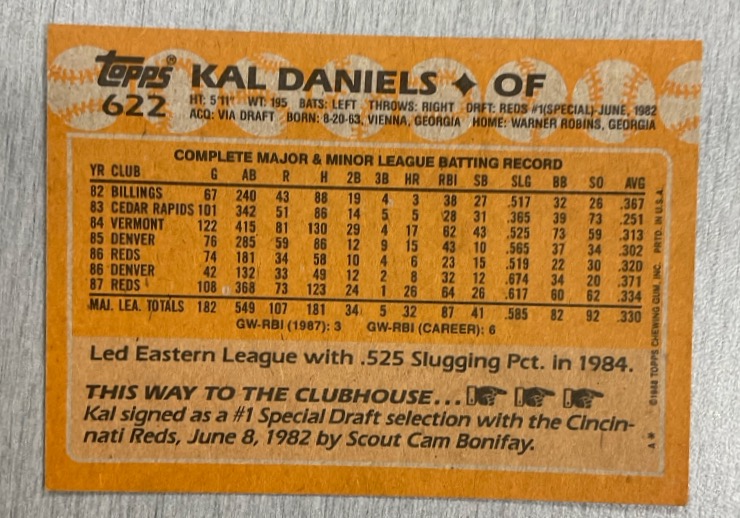 Topps® KAL DANIELS ✦ OF
622 HT: 5'11" WT: 195 BATS: LEFT THROWS: RIGHT DRFT: REDS #1(SPECIAL)-JUNE, 1982
ACQ: VIA DRAFT BORN: 8-20-63, VIENNA, GEORGIA HOME: WARNER ROBINS, GEORGIA
COMPLETE MAJOR & MINOR LEAGUE BATTING RECORD
YR CLUB G AB R H 2B 3B HR RBI SB SLG BB SO AVG
82 BILLINGS 67 240 43 88 19 4 3 38 27 .517 32 26 .367
83 CEDAR RAPIDS 101 342 51 86 14 5 5 28 31 .365 39 73 .251
84 VERMONT 122 415 81 130 29 4 17 62 43 .525 73 59 .313
85 DENVER 76 285 59 86 12 9 15 43 10 .565 37 34 .302
86 REDS 74 181 34 58 10 4 6 23 15 .519 22 30 .320
86 DENVER 42 132 33 49 12 2 8 32 12 .674 34 20 .371
87 REDS 108 368 73 123 24 1 26 64 26 .617 60 62 .334
MAJ. LEA. TOTALS 182 549 107 181 34 5 32 87 41 .585 82 92 .330
GW-RBI (1987): 3 GW-RBI (CAREER): 6
Led Eastern League with .525 Slugging Pct. in 1984.
THIS WAY TO THE CLUBHOUSE...
Kal signed as a #1 Special Draft selection with the Cincin-
nati Reds, June 8, 1982 by Scout Cam Bonifay.
A * ©1988 TOPPS CHEWING GUM, INC. PRTD. IN U.S.A.